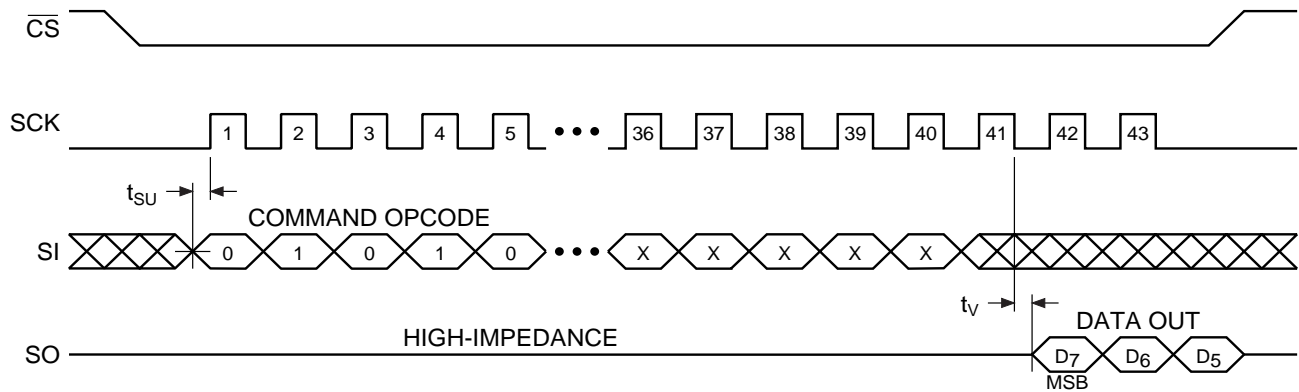 CS
SCK 1 2 3 4 5 ••• 36 37 38 39 40 41 42 43
tSU
COMMAND OPCODE
SI 0 1 0 1 0 ••• X X X X X
tV
HIGH-IMPEDANCE DATA OUT
SO D7 D6 D5
MSB